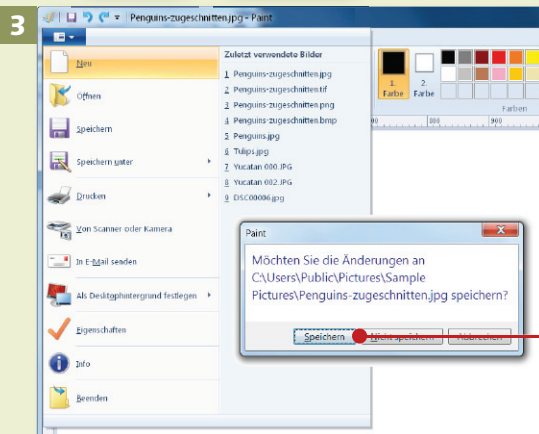 3
Penguins-zugeschnitten.jpg - Paint
Neu
Öffnen
Speichern
Speichern unter
Drucken
Von Scanner oder Kamera
In E-Mail senden
Als Desktophintergrund festlegen
Eigenschaften
Info
Beenden
Zuletzt verwendete Bilder
1 Penguins-zugeschnitten.jpg
2 Penguins-zugeschnitten.tif
3 Penguins-zugeschnitten.png
4 Penguins-zugeschnitten.bmp
5 Penguins.jpg
6 Tulips.jpg
7 Yucatan 000.JPG
8 Yucatan 002.JPG
9 DSC00006.jpg
1. 2.
Farbe Farbe
Farben
800 900
Paint
Möchten Sie die Änderungen an
C:\Users\Public\Pictures\Sample
Pictures\Penguins-zugeschnitten.jpg speichern?
Speichern Nicht speichern Abbrechen